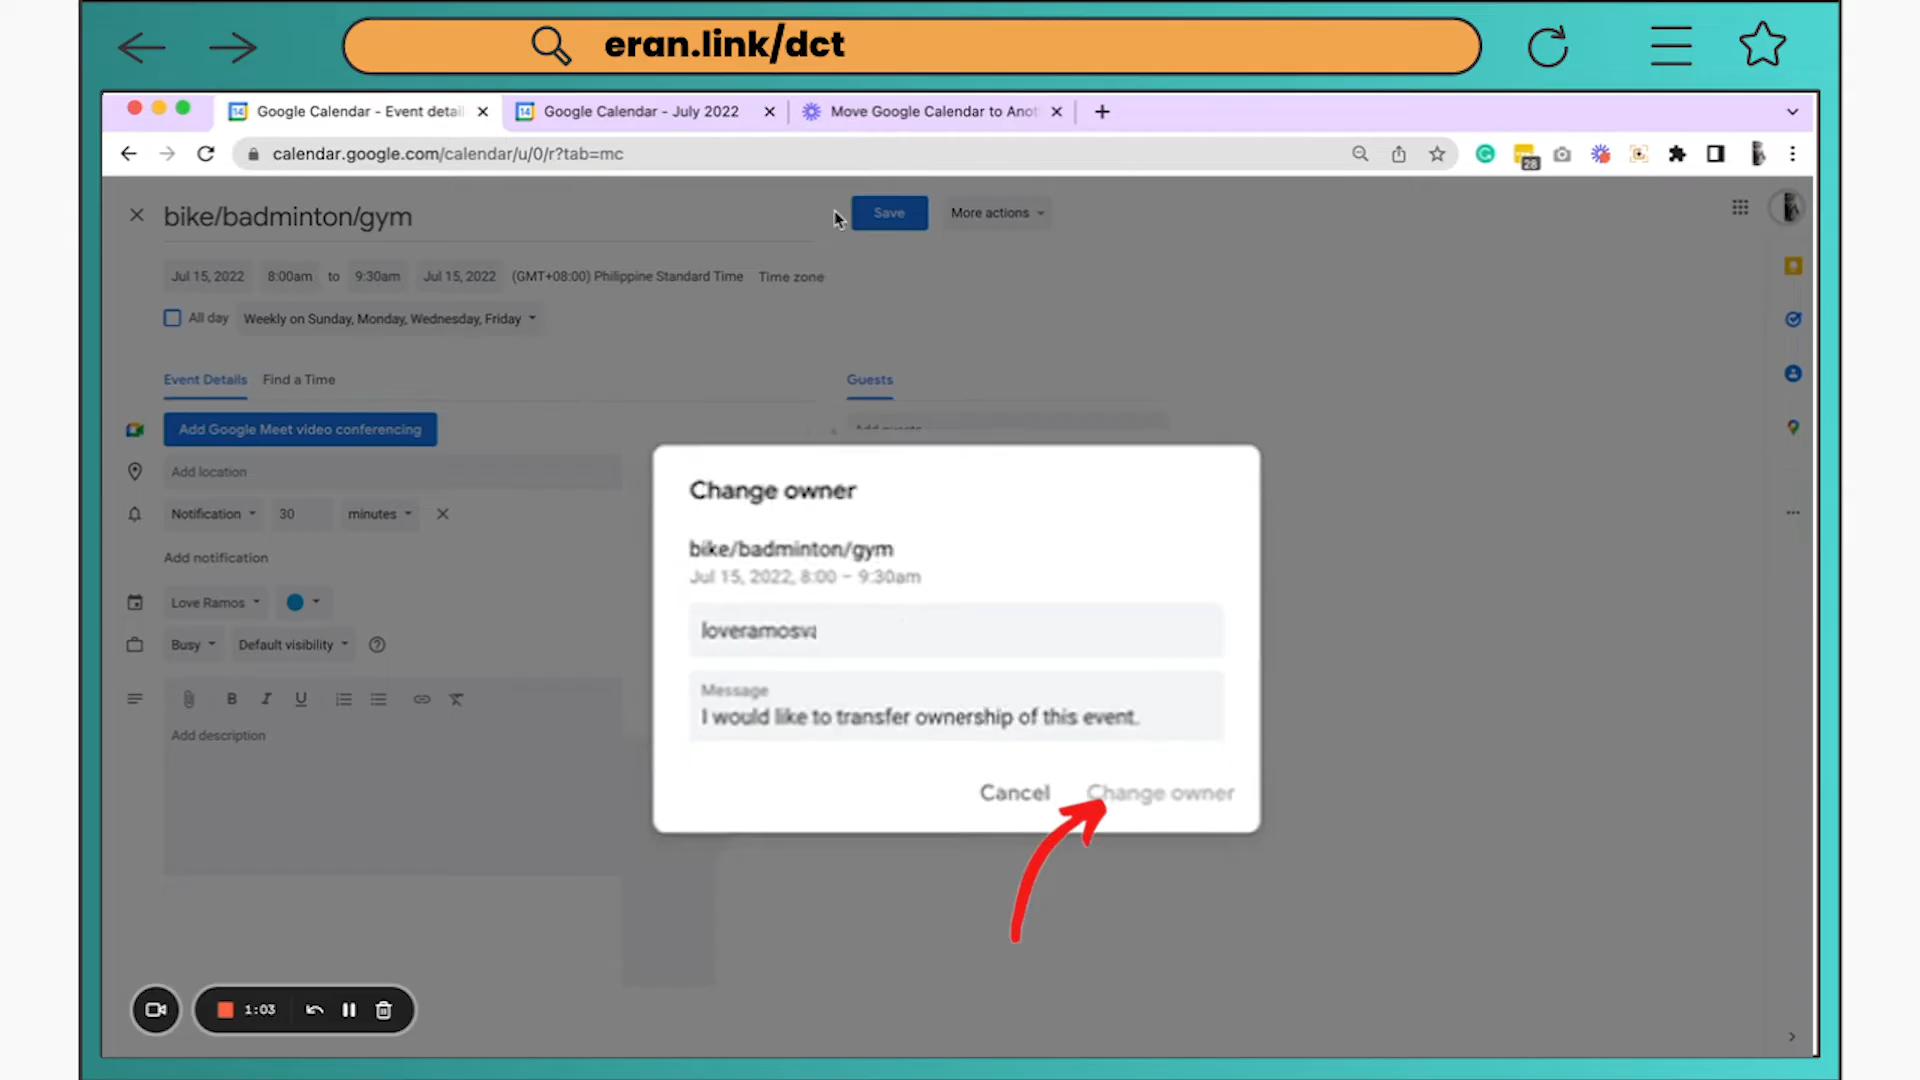 eran.link/dct
Google Calendar - Event detail
Google Calendar - July 2022
Move Google Calendar to Anot
calendar.google.com/calendar/u/0/r?tab=mc
28
bike/badminton/gym
Save
More actions
Jul 15, 2022 8:00am to 9:30am Jul 15, 2022 (GMT+08:00) Philippine Standard Time Time zone
All day Weekly on Sunday, Monday, Wednesday, Friday
Event Details Find a Time
Guests
Add Google Meet video conferencing
Add guests
Add location
Notification 30 minutes
Add notification
Love Ramos
Busy Default visibility
B I U
Add description
Change owner
bike/badminton/gym
Jul 15, 2022, 8:00 – 9:30am
loveramosva
Message
I would like to transfer ownership of this event.
Cancel Change owner
1:03